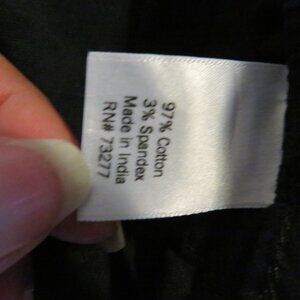 97% Cotton
3% Spandex
Made in India
RN# 73277